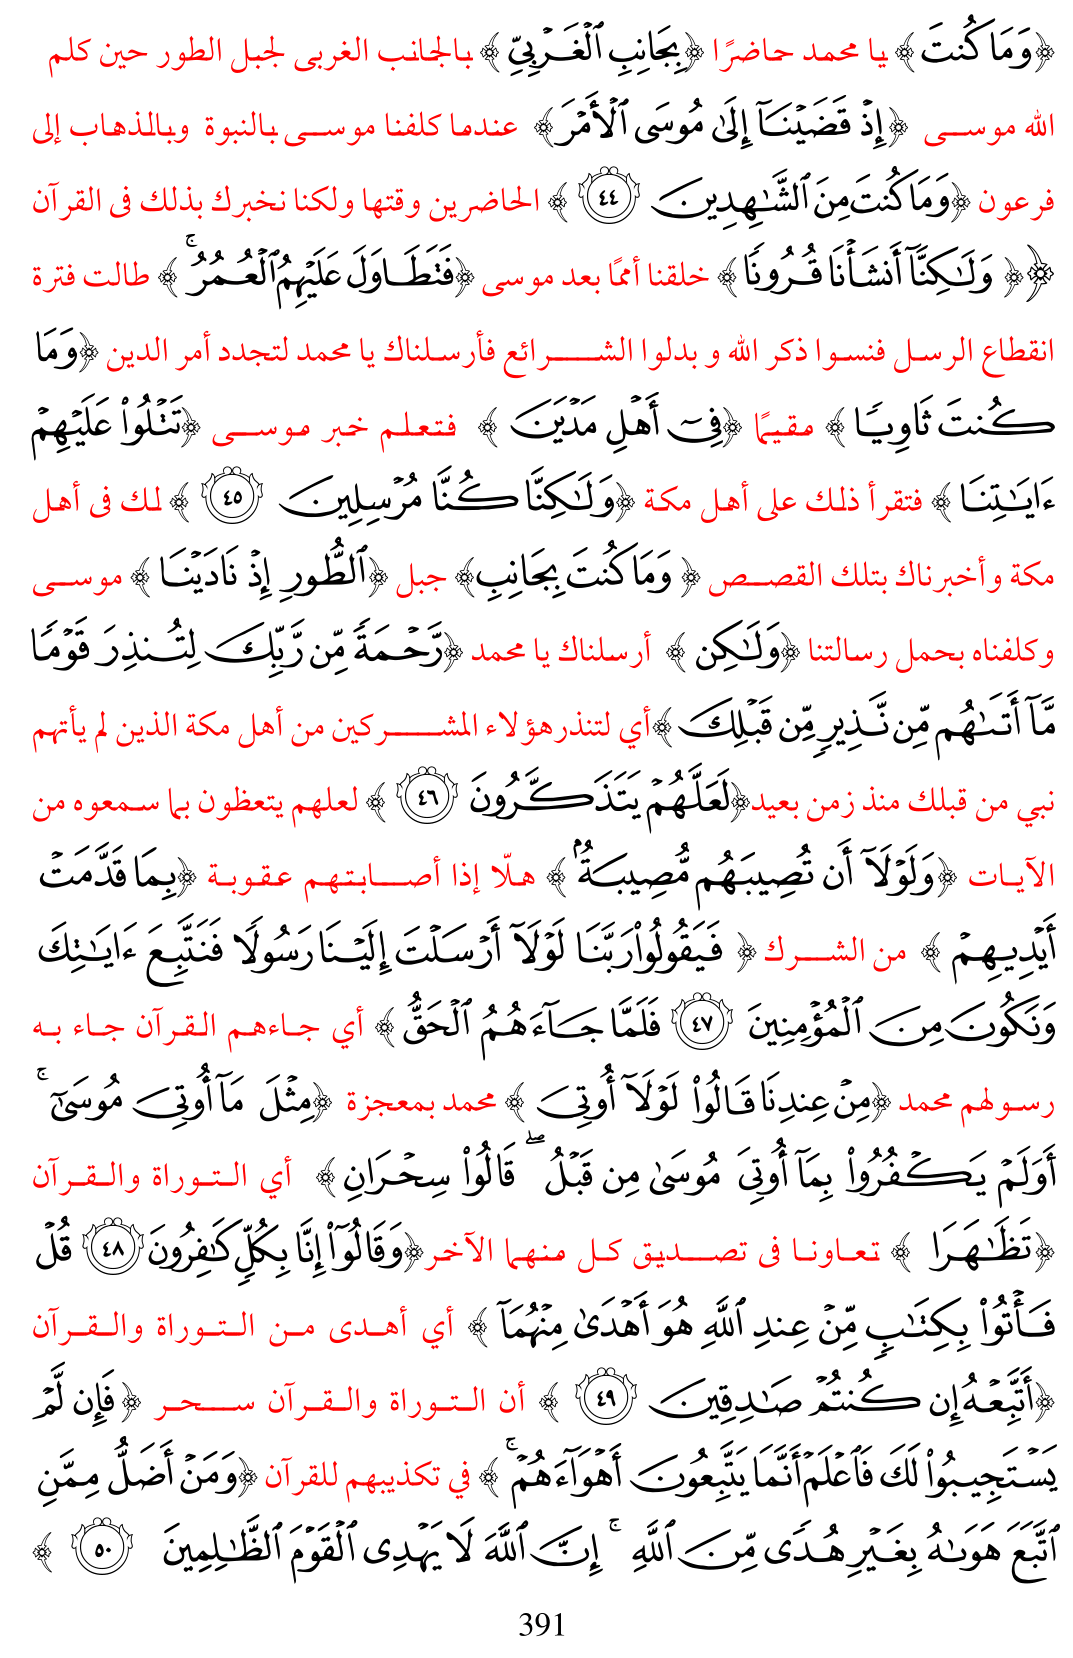 ﴿وَمَا كُنتَ﴾ يا محمد حاضرًا ﴿بِجَانِبِ ٱلْغَرْبِيِّ﴾ بالجانب الغربى لجبل الطور حين كلم
الله موسى ﴿إِذْ قَضَيْنَآ إِلَىٰ مُوسَى ٱلْأَمْرَ﴾ عندما كلفنا موسى بالنبوة وبالمذهاب إلى
فرعون ﴿وَمَا كُنتَ مِنَ ٱلشَّٰهِدِينَ ٤٤﴾ الحاضرين وقتها ولكنا نخبرك بذلك فى القرآن
﴿﴿ وَلَٰكِنَّآ أَنشَأْنَا قُرُونًا﴾ خلقنا أممًا بعد موسى ﴿فَتَطَاوَلَ عَلَيْهِمُ ٱلْعُمُرُ ۚ﴾ طالت فترة
انقطاع الرسل فنسوا ذكر الله و بدلوا الشرائع فأرسلناك يا محمد لتجدد أمر الدين ﴿وَمَا
كُنتَ ثَاوِيًا﴾ مقيمًا ﴿فِىٓ أَهْلِ مَدْيَنَ﴾ فتعلم خبر موسى ﴿تَتْلُوا۟ عَلَيْهِمْ
ءَايَٰتِنَا﴾ فتقرأ ذلك على أهل مكة ﴿وَلَٰكِنَّا كُنَّا مُرْسِلِينَ ٤٥﴾ لك فى أهل
مكة وأخبرناك بتلك القصص ﴿وَمَا كُنتَ بِجَانِبِ﴾ جبل ﴿ٱلطُّورِ إِذْ نَادَيْنَا﴾ موسى
وكلفناه بحمل رسالتنا ﴿وَلَٰكِن﴾ أرسلناك يا محمد ﴿رَّحْمَةً مِّن رَّبِّكَ لِتُنذِرَ قَوْمًا
مَّآ أَتَىٰهُم مِّن نَّذِيرٍ مِّن قَبْلِكَ﴾أي لتنذرهؤلاء المشركين من أهل مكة الذين لم يأتهم
نبي من قبلك منذ زمن بعيد﴿لَعَلَّهُمْ يَتَذَكَّرُونَ ٤٦﴾ لعلهم يتعظون بما سمعوه من
الآيات ﴿وَلَوْلَآ أَن تُصِيبَهُم مُّصِيبَةٌۢ﴾ هلّا إذا أصابتهم عقوبة ﴿بِمَا قَدَّمَتْ
أَيْدِيهِمْ﴾ من الشرك ﴿فَيَقُولُوا۟ رَبَّنَا لَوْلَآ أَرْسَلْتَ إِلَيْنَا رَسُولًا فَنَتَّبِعَ ءَايَٰتِكَ
وَنَكُونَ مِنَ ٱلْمُؤْمِنِينَ ٤٧ فَلَمَّا جَآءَهُمُ ٱلْحَقُّ﴾ أي جاءهم القرآن جاء به
رسولهم محمد ﴿مِنْ عِندِنَا قَالُوا۟ لَوْلَآ أُوتِىَ﴾ محمد بمعجزة ﴿مِثْلَ مَآ أُوتِىَ مُوسَىٰٓ ۚ
أَوَلَمْ يَكْفُرُوا۟ بِمَآ أُوتِىَ مُوسَىٰ مِن قَبْلُ ۖ قَالُوا۟ سِحْرَانِ﴾ أي التوراة والقرآن
﴿تَظَٰهَرَا﴾ تعاونا فى تصديق كل منهما الآخر﴿وَقَالُوٓا۟ إِنَّا بِكُلٍّ كَٰفِرُونَ ٤٨ قُلْ
فَأْتُوا۟ بِكِتَٰبٍ مِّنْ عِندِ ٱللَّهِ هُوَ أَهْدَىٰ مِنْهُمَآ﴾ أي أهدى من التوراة والقرآن
﴿أَتَّبِعْهُ إِن كُنتُمْ صَٰدِقِينَ ٤٩﴾ أن التوراة والقرآن سحر ﴿فَإِن لَّمْ
يَسْتَجِيبُوا۟ لَكَ فَٱعْلَمْ أَنَّمَا يَتَّبِعُونَ أَهْوَآءَهُمْ ۚ﴾ في تكذيبهم للقرآن ﴿وَمَنْ أَضَلُّ مِمَّنِ
ٱتَّبَعَ هَوَىٰهُ بِغَيْرِ هُدًى مِّنَ ٱللَّهِ ۚ إِنَّ ٱللَّهَ لَا يَهْدِى ٱلْقَوْمَ ٱلظَّٰلِمِينَ ٥٠﴾
391